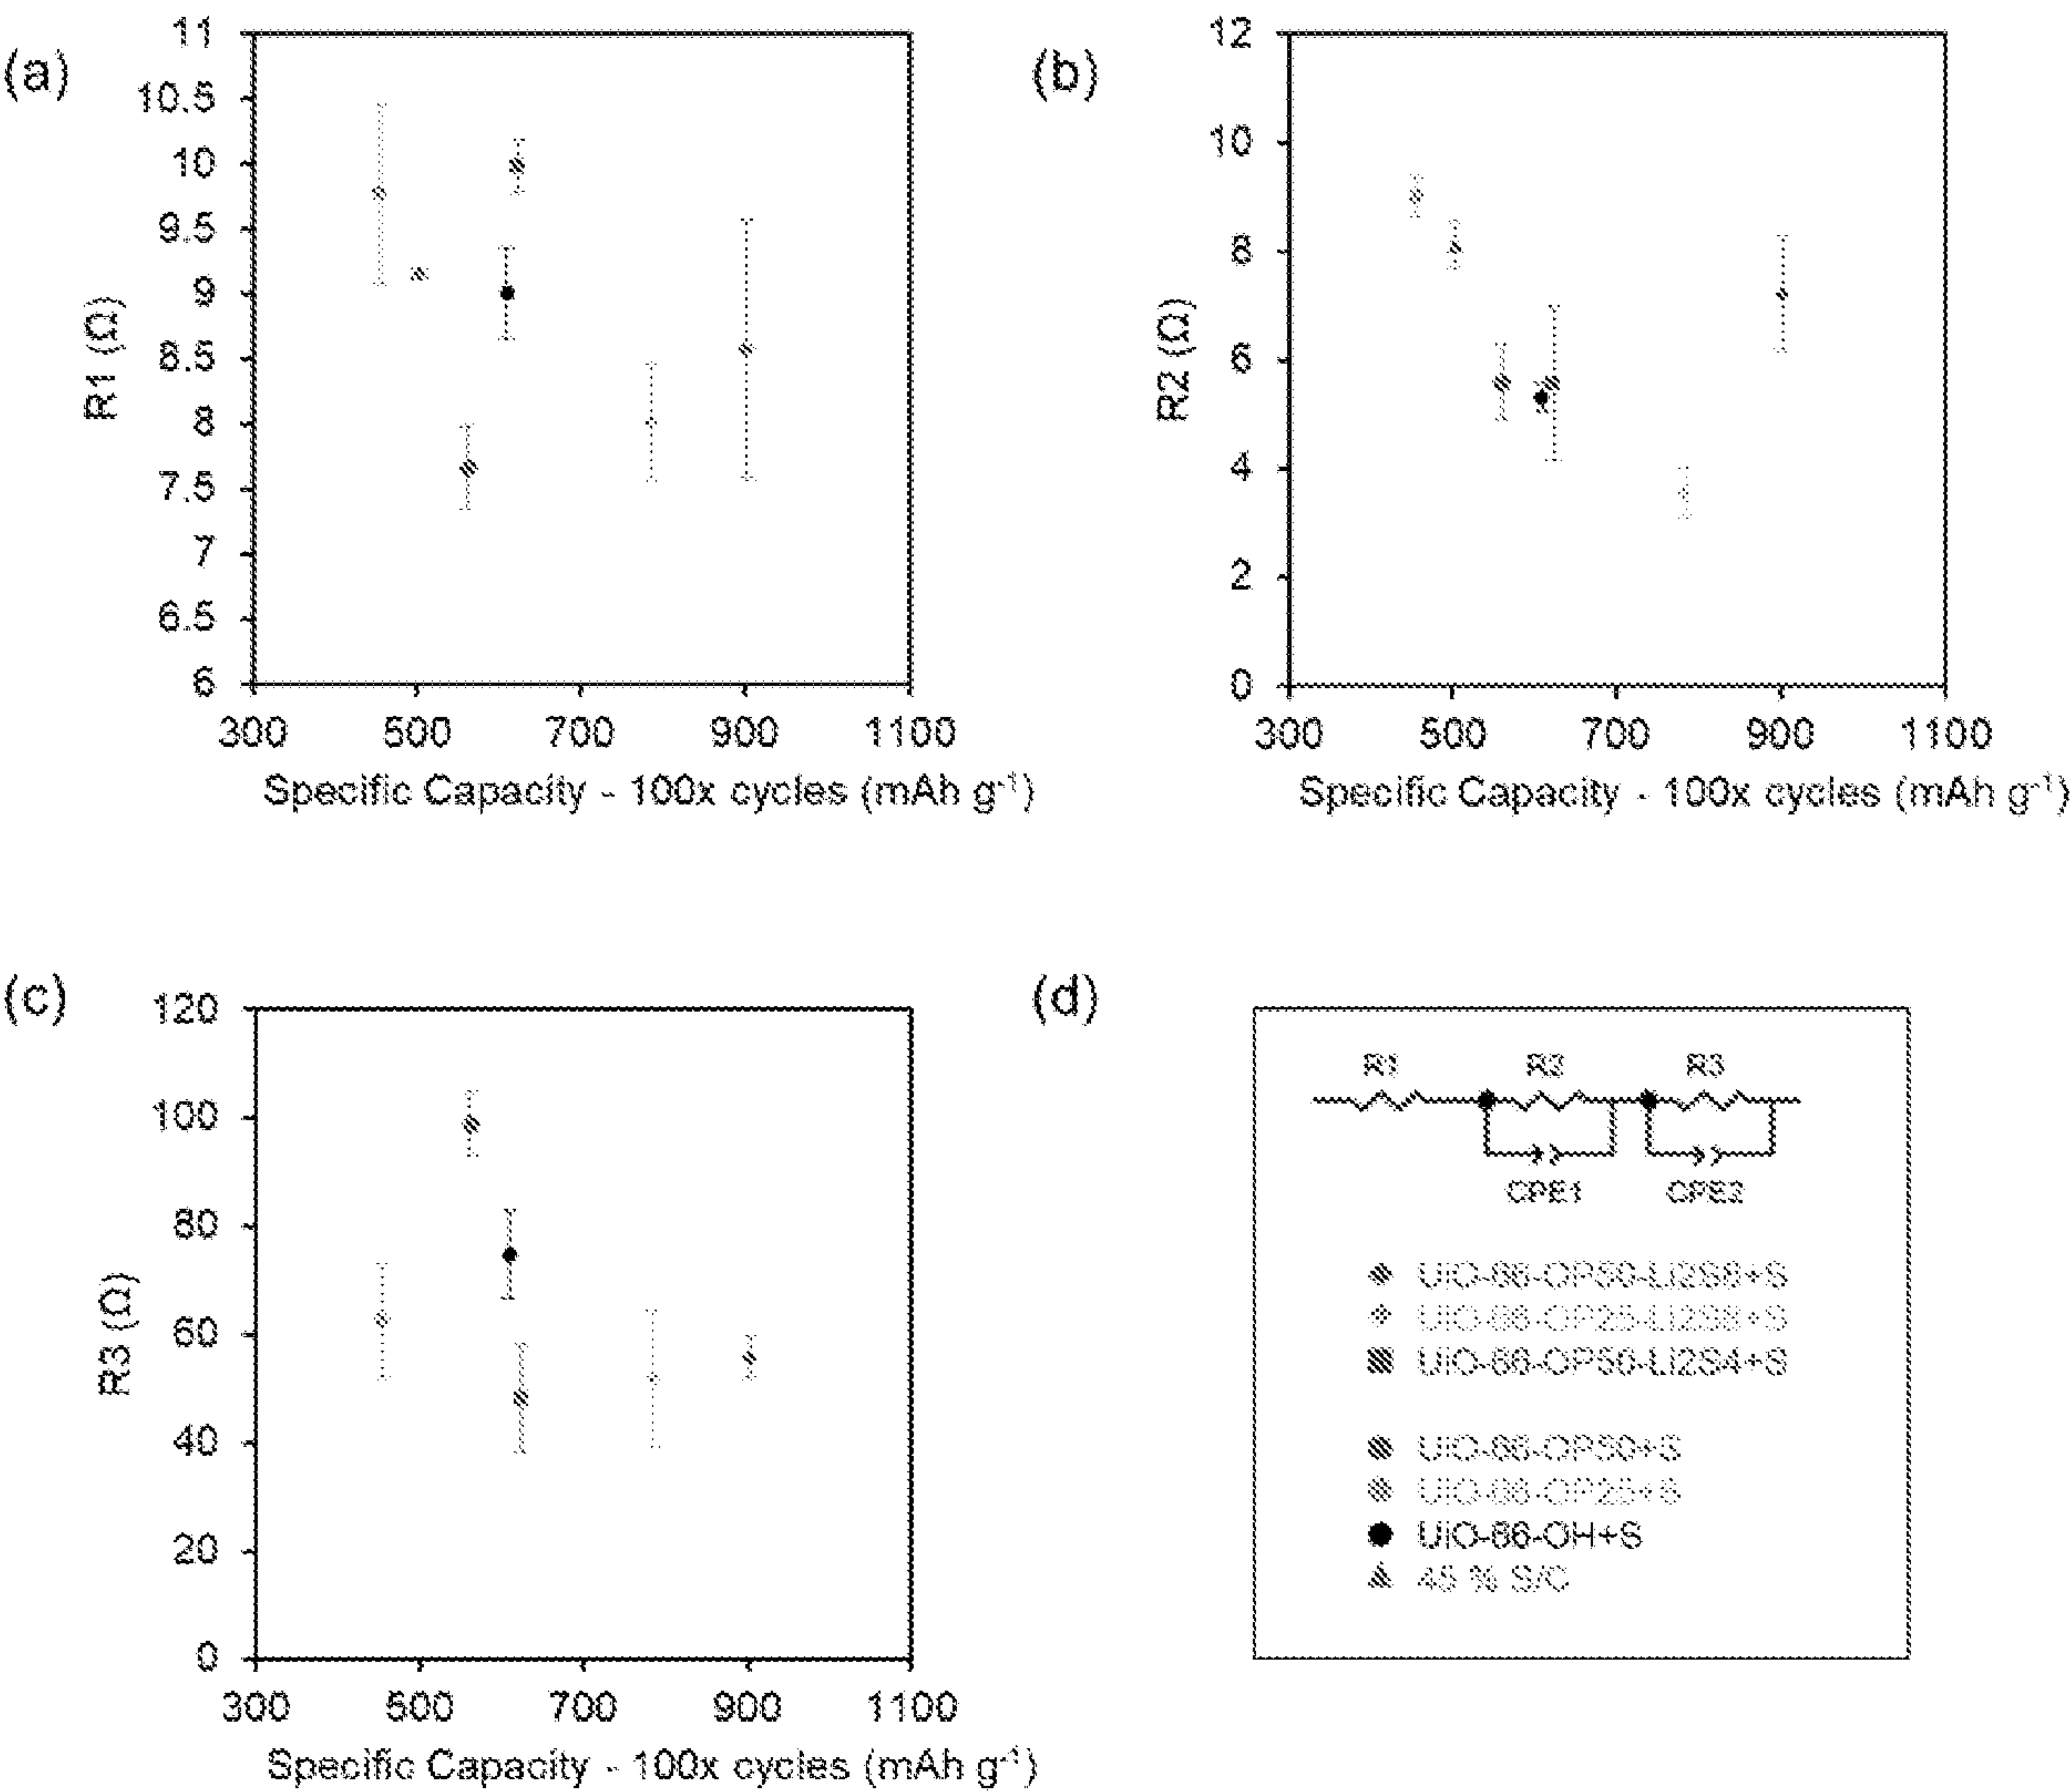 (a)
11
10.5
10
9.5
9
8.5
8
7.5
7
6.5
6
R1 (Ω)
300 500 700 900 1100
Specific Capacity - 100x cycles (mAh g-1)
(b)
12
10
8
6
4
2
0
R2 (Ω)
300 500 700 900 1100
Specific Capacity - 100x cycles (mAh g-1)
(c)
120
100
80
60
40
20
0
R3 (Ω)
300 500 700 900 1100
Specific Capacity - 100x cycles (mAh g-1)
(d)
R1 R2 R3
CPE1 CPE2
UiO-66-OP50-Li2S8+S
UiO-66-OP25-Li2S8+S
UiO-66-OP50-Li2S4+S
UiO-66-OP50+S
UiO-66-OP25+S
UiO-66-OH+S
45 % S/C